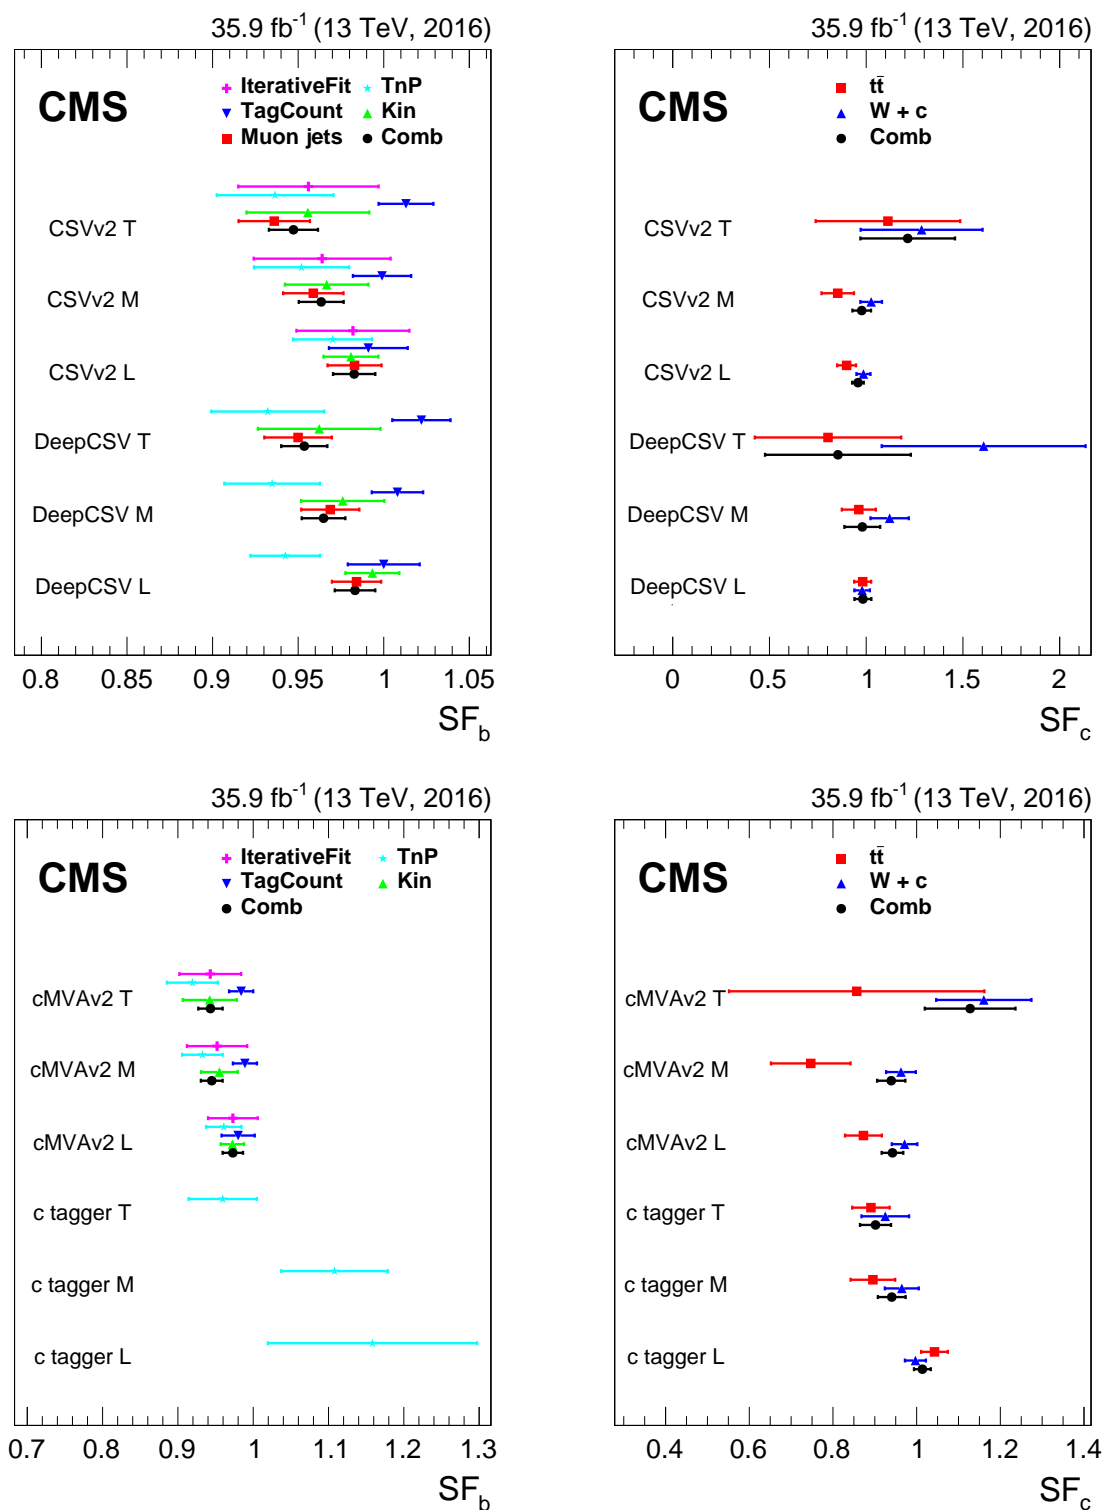 35.9 fb⁻¹ (13 TeV, 2016)
CMS
IterativeFit TnP
TagCount Kin
Muon jets Comb
CSVv2 T
CSVv2 M
CSVv2 L
DeepCSV T
DeepCSV M
DeepCSV L
0.8 0.85 0.9 0.95 1 1.05
SF_b
35.9 fb⁻¹ (13 TeV, 2016)
CMS
tt̄
W + c
Comb
CSVv2 T
CSVv2 M
CSVv2 L
DeepCSV T
DeepCSV M
DeepCSV L
0 0.5 1 1.5 2
SF_c
35.9 fb⁻¹ (13 TeV, 2016)
CMS
IterativeFit TnP
TagCount Kin
Comb
cMVAv2 T
cMVAv2 M
cMVAv2 L
c tagger T
c tagger M
c tagger L
0.7 0.8 0.9 1 1.1 1.2 1.3
SF_b
35.9 fb⁻¹ (13 TeV, 2016)
CMS
tt̄
W + c
Comb
cMVAv2 T
cMVAv2 M
cMVAv2 L
c tagger T
c tagger M
c tagger L
0.4 0.6 0.8 1 1.2 1.4
SF_c